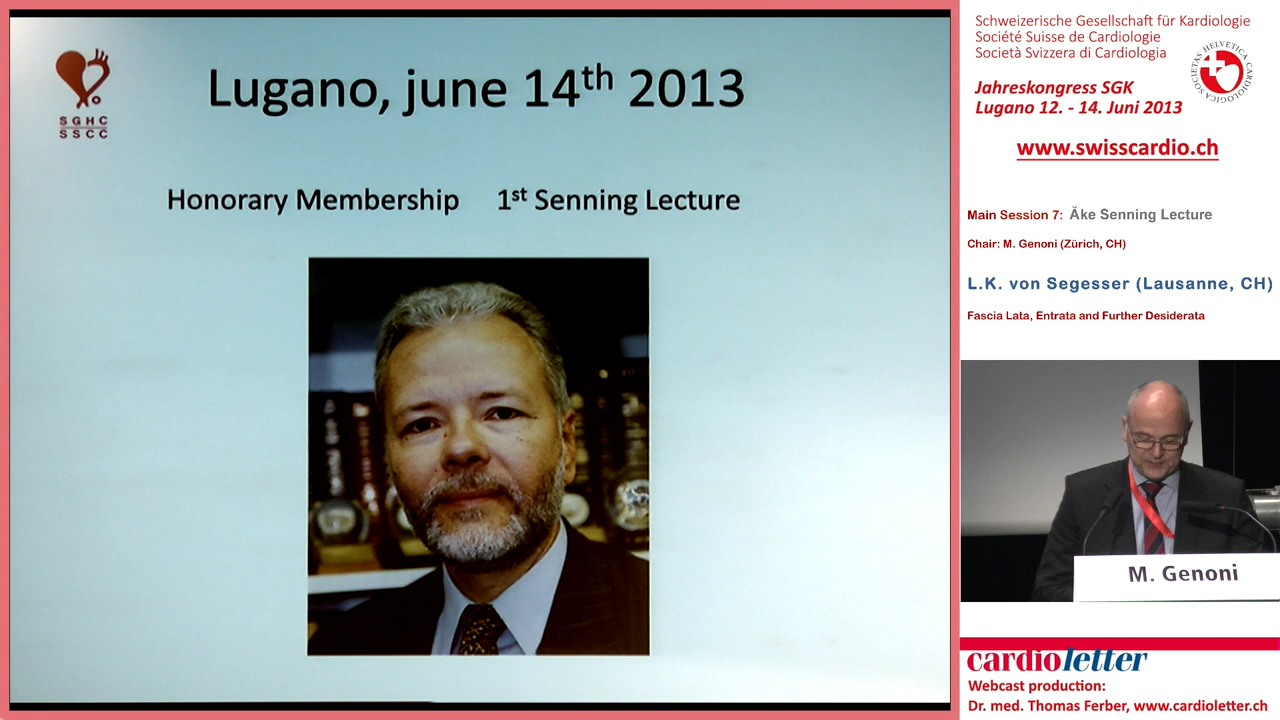 SGHC
SSCC
Lugano, june 14th 2013
Honorary Membership 1st Senning Lecture
Schweizerische Gesellschaft für Kardiologie
Société Suisse de Cardiologie
Società Svizzera di Cardiologia
SOCIETAS HELVETICA CARDIOLOGICA
Jahreskongress SGK
Lugano 12. - 14. Juni 2013
www.swisscardio.ch
Main Session 7: Åke Senning Lecture
Chair: M. Genoni (Zürich, CH)
L.K. von Segesser (Lausanne, CH)
Fascia Lata, Entrata and Further Desiderata
M. Genoni
cardioletter
Webcast production:
Dr. med. Thomas Ferber, www.cardioletter.ch